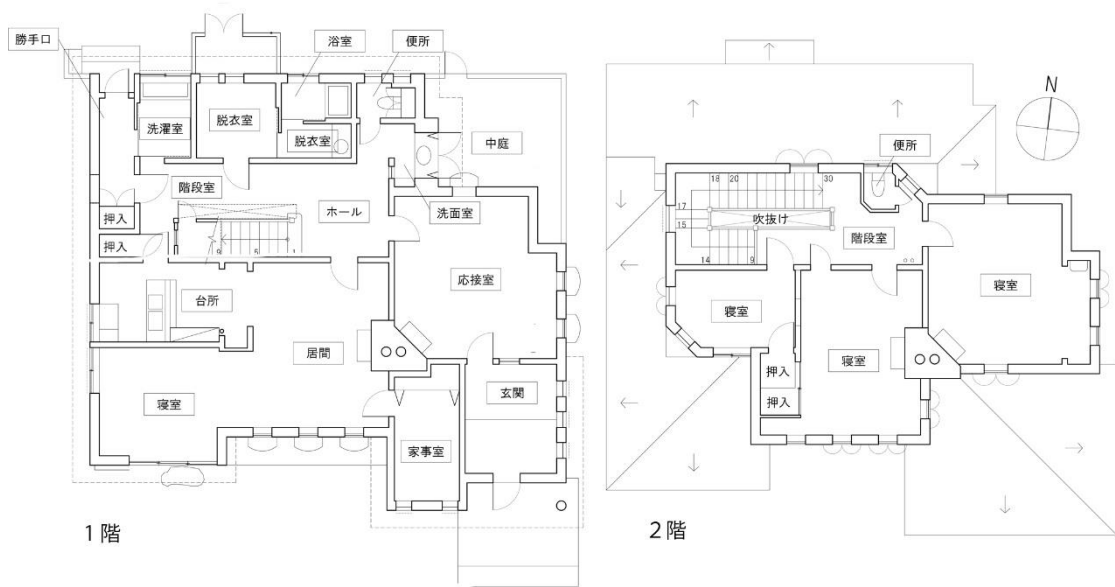 勝手口
浴室
便所
洗濯室
脱衣室
脱衣室
中庭
階段室
押入
ホール
洗面室
押入
9
5
1
台所
応接室
居間
寝室
玄関
家事室
1階
N
便所
18
20
30
17
15
吹抜け
階段室
14
9
寝室
寝室
寝室
押入
押入
2階